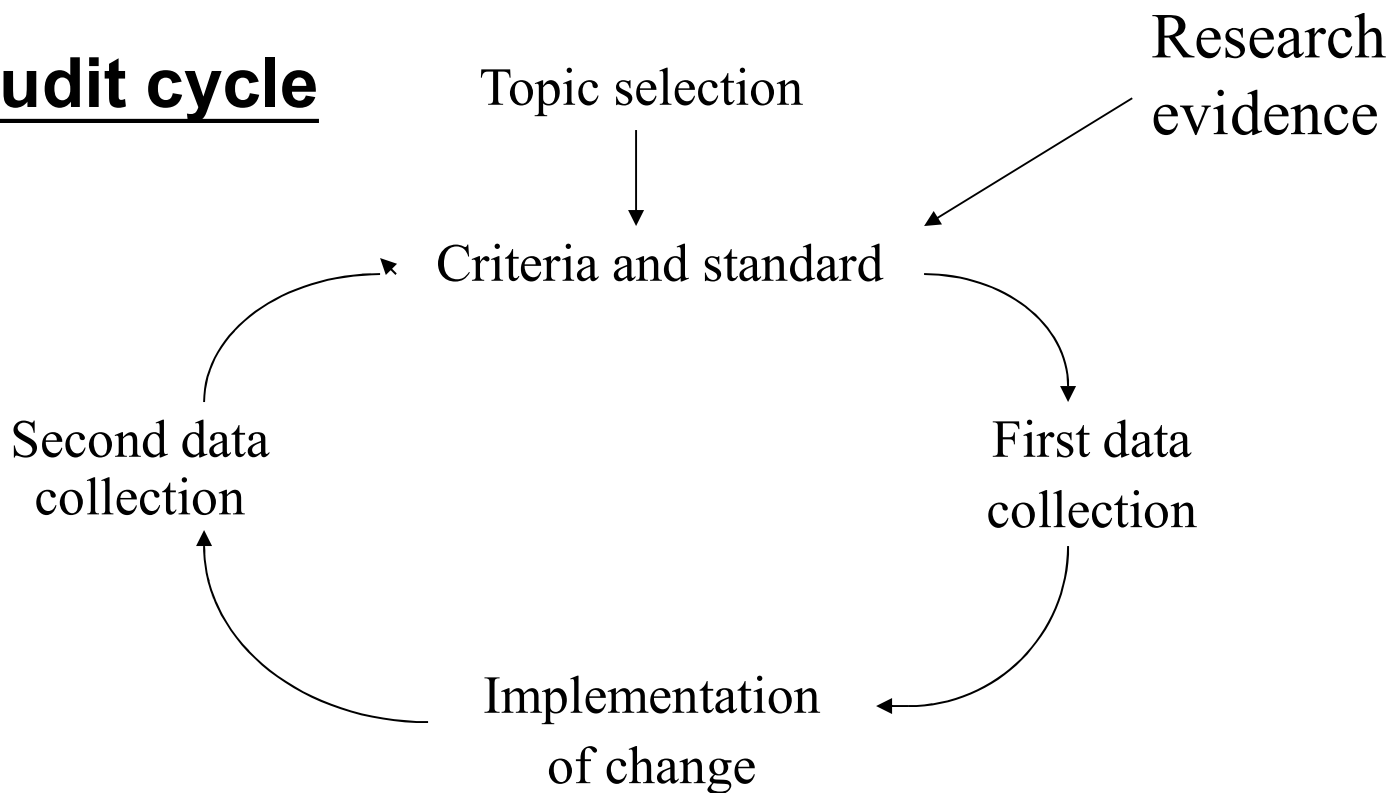 udit cycle
Topic selection
Research
evidence
Criteria and standard
Second data
collection
First data
collection
Implementation
of change